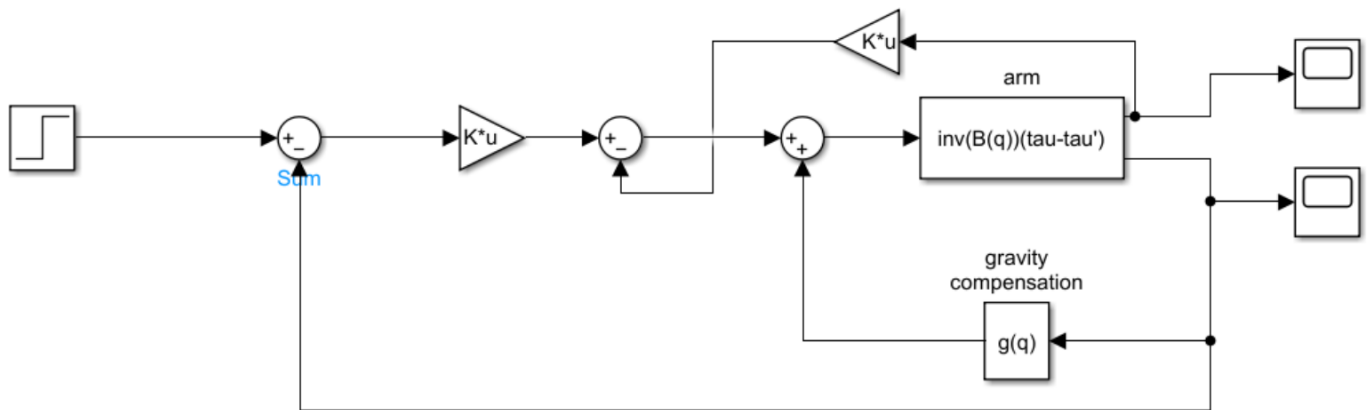 K*u
arm
+
−
Sum
K*u
+
−
+
+
inv(B(q))(tau-tau')
gravity
compensation
g(q)